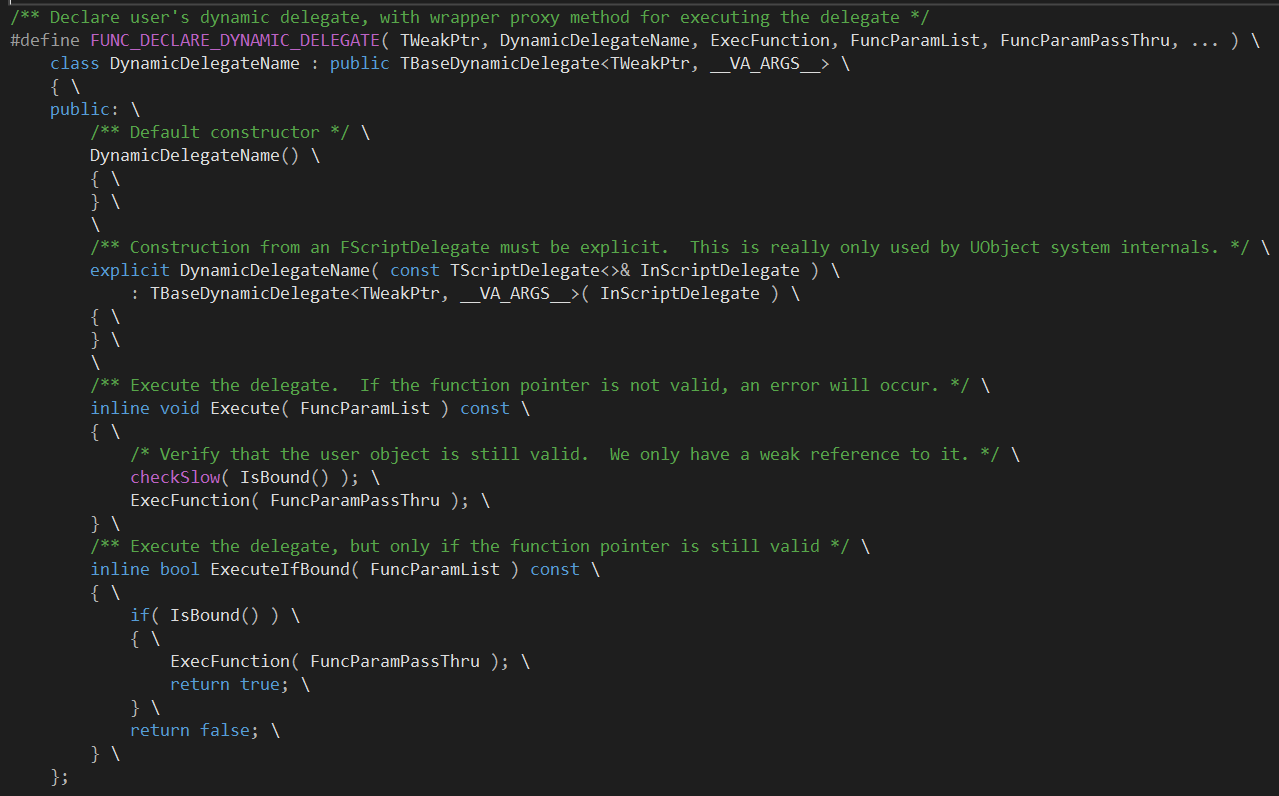 /** Declare user's dynamic delegate, with wrapper proxy method for executing the delegate */
#define FUNC_DECLARE_DYNAMIC_DELEGATE( TWeakPtr, DynamicDelegateName, ExecFunction, FuncParamList, FuncParamPassThru, ... ) \
    class DynamicDelegateName : public TBaseDynamicDelegate<TWeakPtr, __VA_ARGS__> \
    { \
    public: \
        /** Default constructor */ \
        DynamicDelegateName() \
        { \
        } \
        \
        /** Construction from an FScriptDelegate must be explicit.  This is really only used by UObject system internals. */ \
        explicit DynamicDelegateName( const TScriptDelegate<>& InScriptDelegate ) \
            : TBaseDynamicDelegate<TWeakPtr, __VA_ARGS__>( InScriptDelegate ) \
        { \
        } \
        \
        /** Execute the delegate.  If the function pointer is not valid, an error will occur. */ \
        inline void Execute( FuncParamList ) const \
        { \
            /* Verify that the user object is still valid.  We only have a weak reference to it. */ \
            checkSlow( IsBound() ); \
            ExecFunction( FuncParamPassThru ); \
        } \
        /** Execute the delegate, but only if the function pointer is still valid */ \
        inline bool ExecuteIfBound( FuncParamList ) const \
        { \
            if( IsBound() ) \
            { \
                ExecFunction( FuncParamPassThru ); \
                return true; \
            } \
            return false; \
        } \
    };